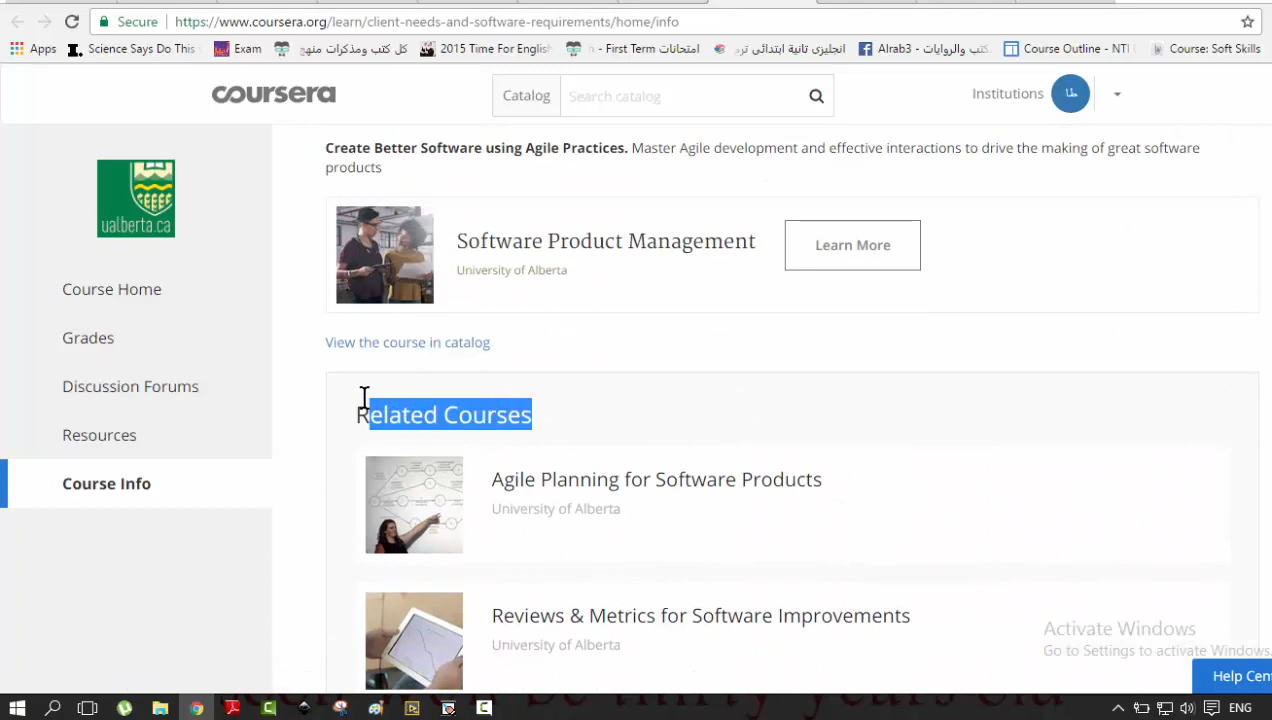 Secure https://www.coursera.org/learn/client-needs-and-software-requirements/home/info
Apps Science Says Do This Exam كل كتب ومذكرات منهج 2015 Time For English n - First Term امتحانات انجليزى ثانية ابتدائى ترم كتب والروايات Alrab3 Course Outline - NTI Course: Soft Skills
coursera
Catalog Search catalog
Institutions طا
ualberta.ca
Course Home
Grades
Discussion Forums
Resources
Course Info
Create Better Software using Agile Practices. Master Agile development and effective interactions to drive the making of great software
products
Software Product Management
University of Alberta
Learn More
View the course in catalog
Related Courses
Agile Planning for Software Products
University of Alberta
Reviews & Metrics for Software Improvements
University of Alberta
Activate Windows
Go to Settings to activate Windows.
Help Cen
ENG